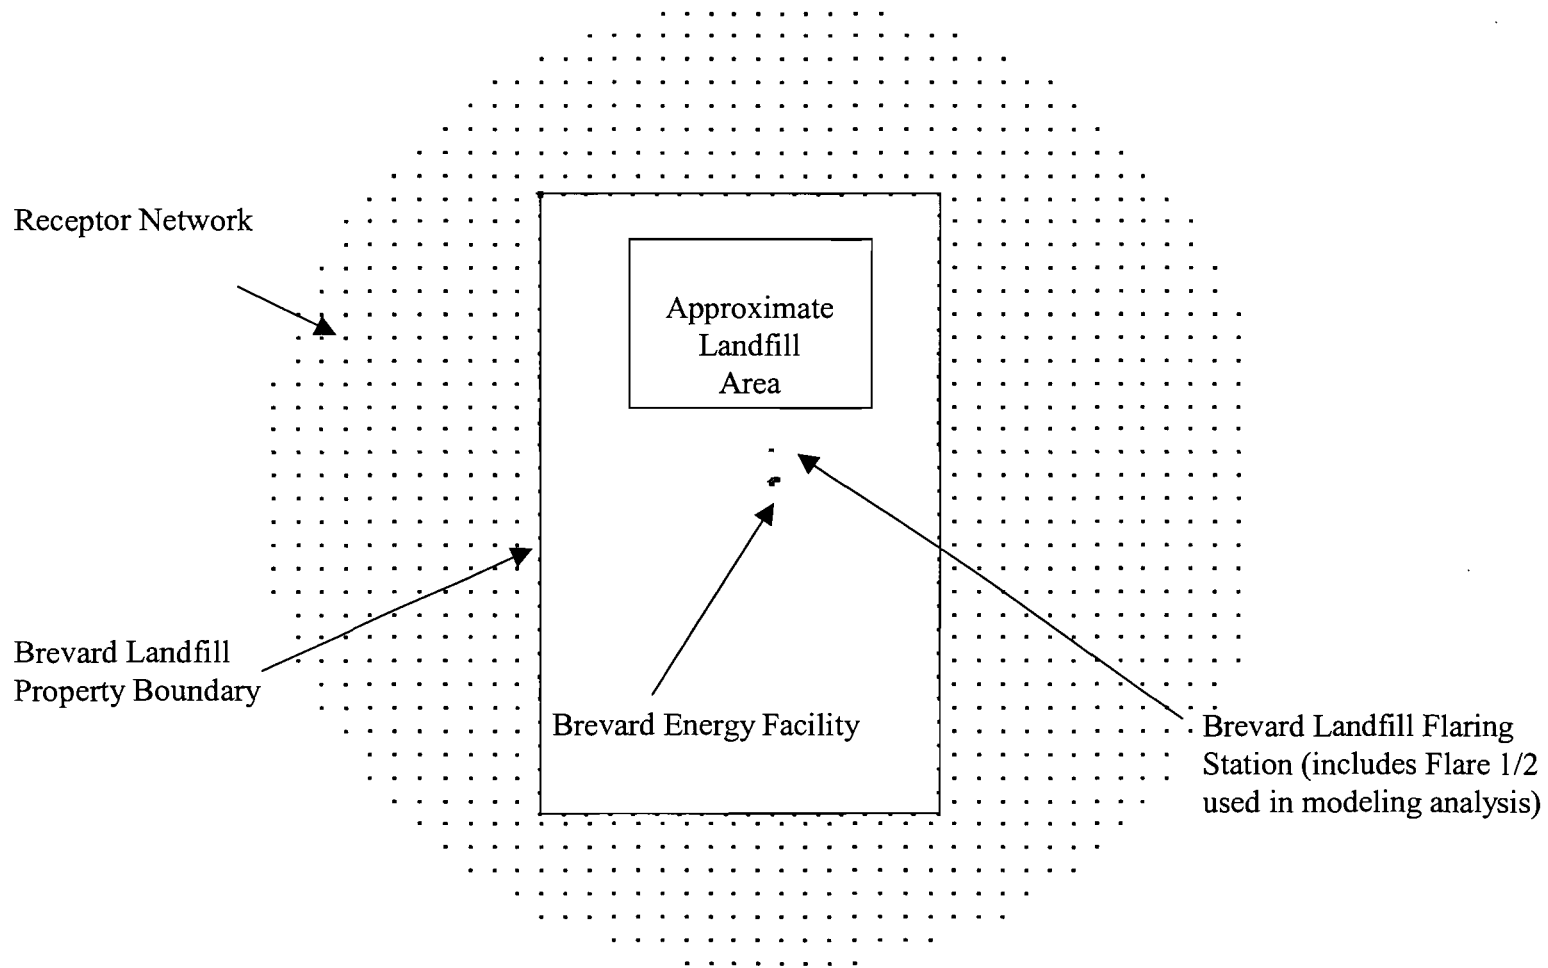 Receptor Network
Approximate
Landfill
Area
Brevard Landfill
Property Boundary
Brevard Energy Facility
Brevard Landfill Flaring
Station (includes Flare 1/2
used in modeling analysis)